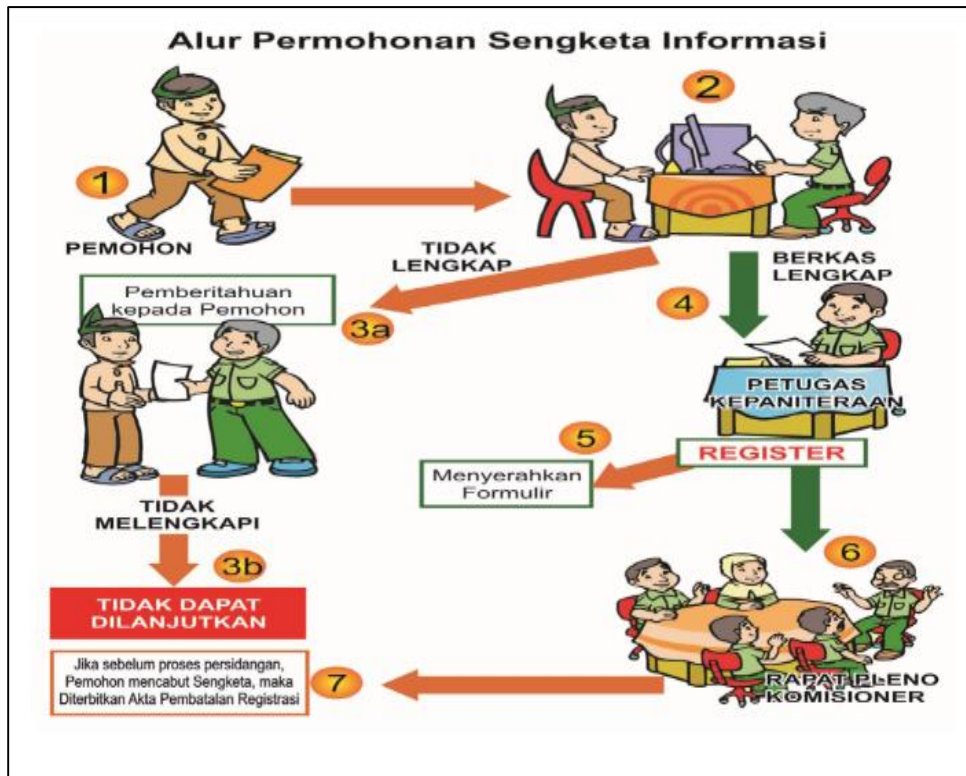 Alur Permohonan Sengketa Informasi
1
PEMOHON
2
TIDAK
LENGKAP
BERKAS
LENGKAP
Pemberitahuan
kepada Pemohon
3a
4
PETUGAS
KEPANITERAAN
REGISTER
5
Menyerahkan
Formulir
TIDAK
MELENGKAPI
3b
TIDAK DAPAT
DILANJUTKAN
6
RAPAT PLENO
KOMISIONER
7
Jika sebelum proses persidangan,
Pemohon mencabut Sengketa, maka
Diterbitkan Akta Pembatalan Registrasi